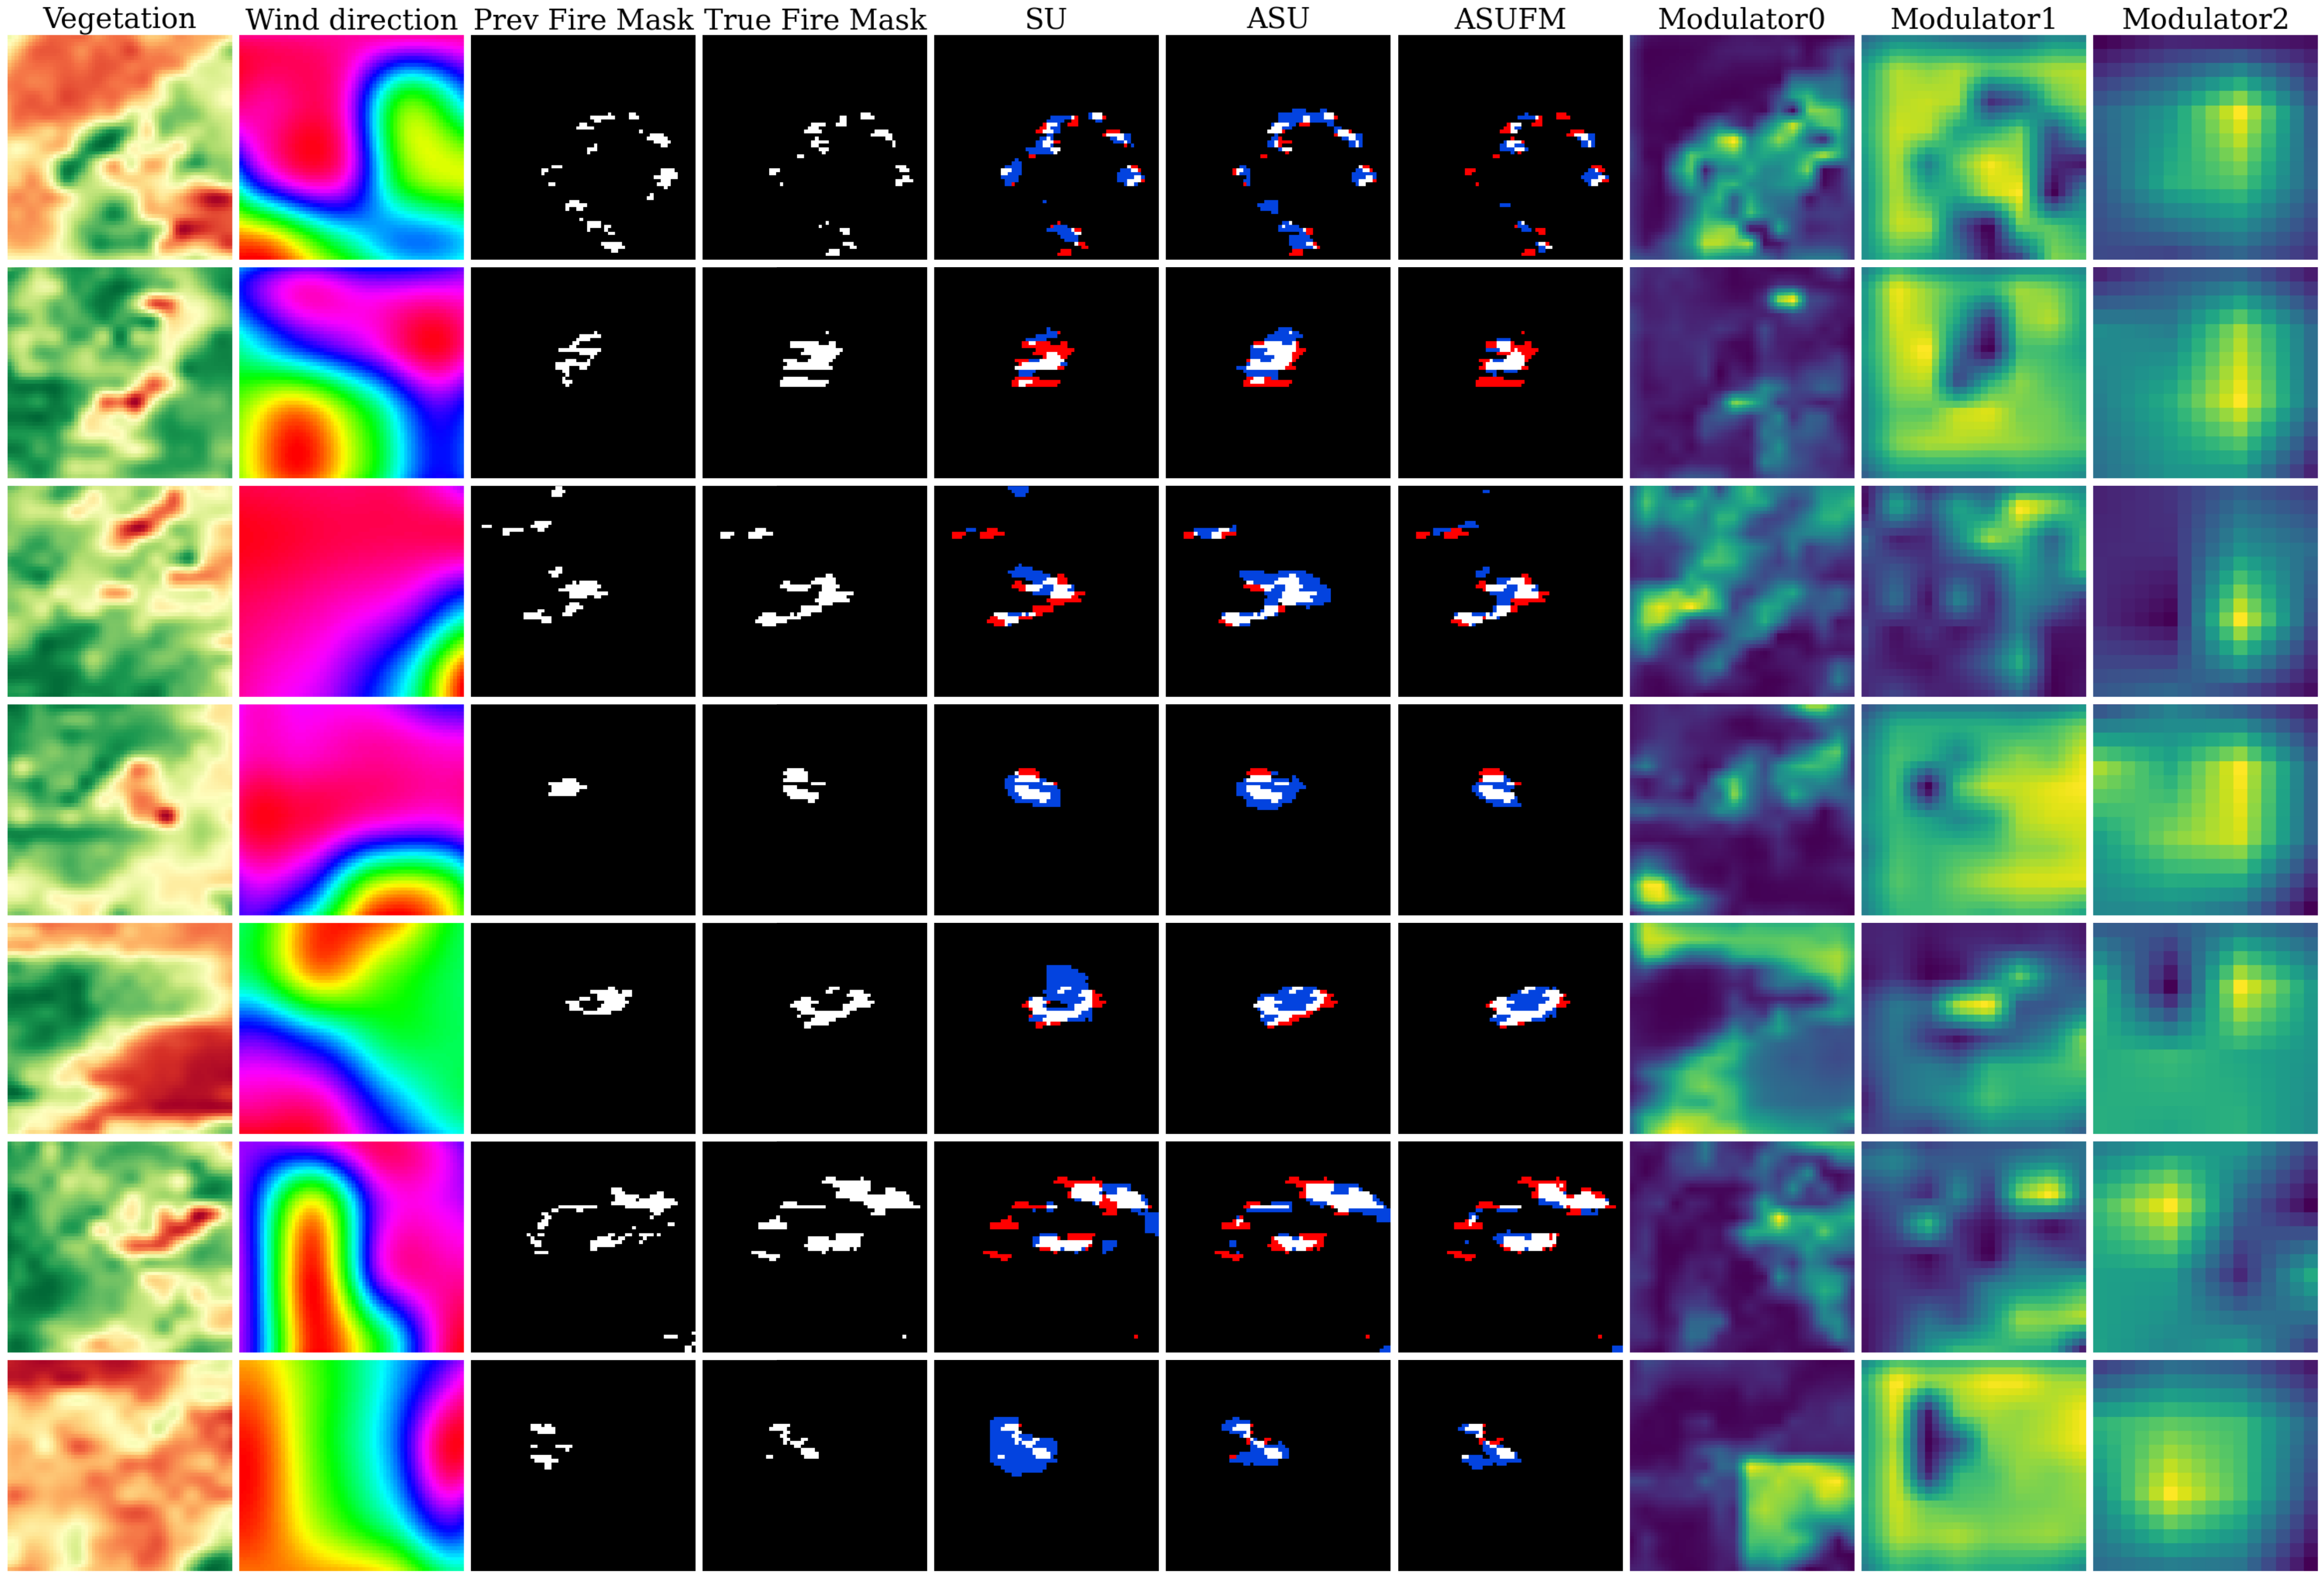 Vegetation Wind direction Prev Fire Mask True Fire Mask SU ASU ASUFM Modulator0 Modulator1 Modulator2